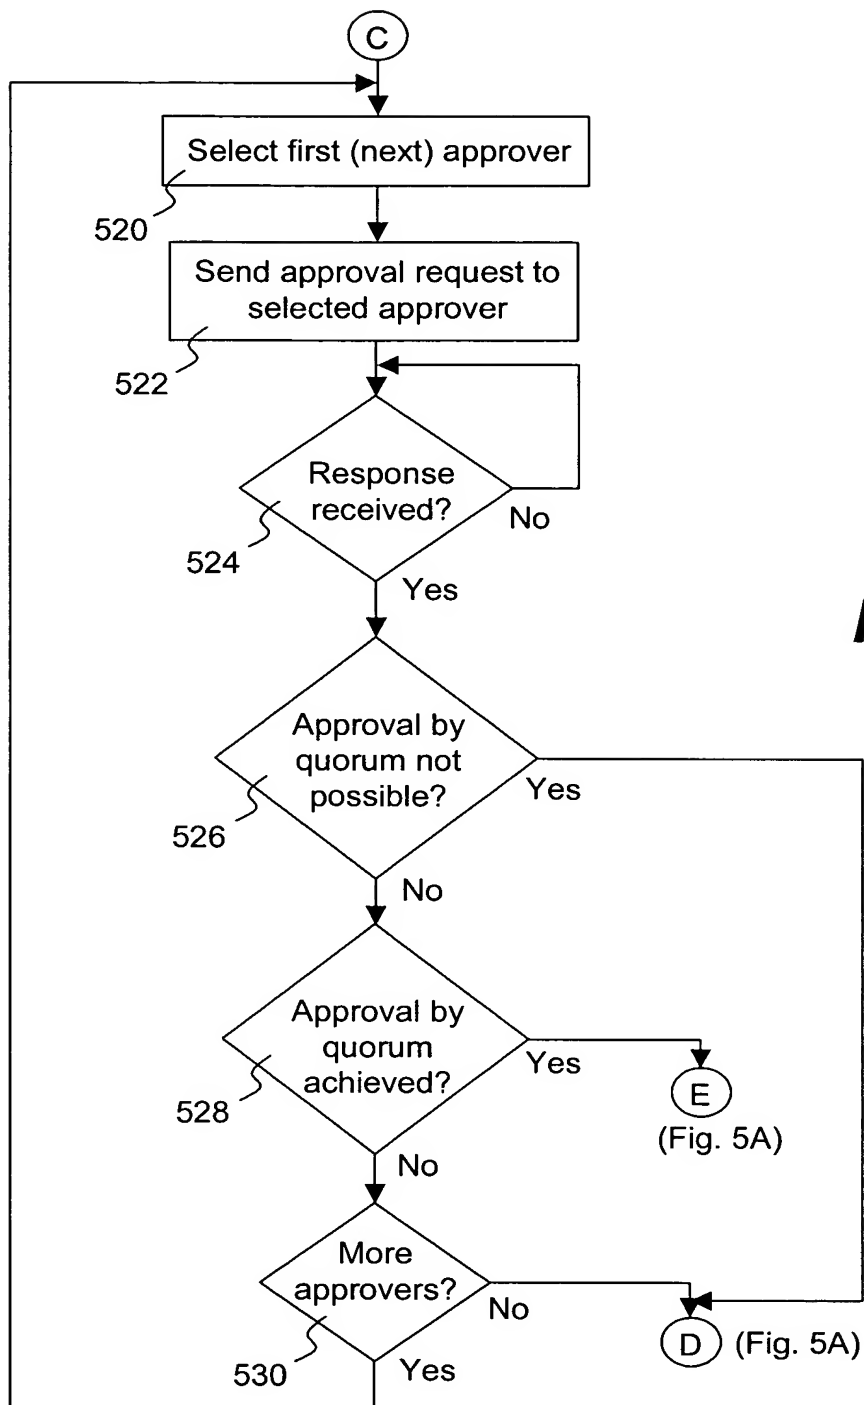 C
Select first (next) approver
520
Send approval request to
selected approver
522
Response
received?
No
524
Yes
Approval by
quorum not
possible?
Yes
526
No
Approval by
quorum
achieved?
Yes
528
E
(Fig. 5A)
No
More
approvers?
No
530
Yes
D (Fig. 5A)